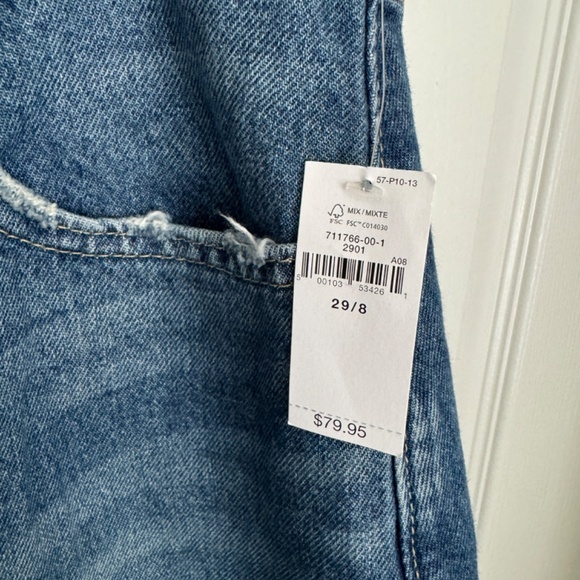 57-P10-13
MIX/MIXTE
FSC FSC™ C014030
711766-00-1
2901
A08
5 00103 53426 1
29/8
$79.95